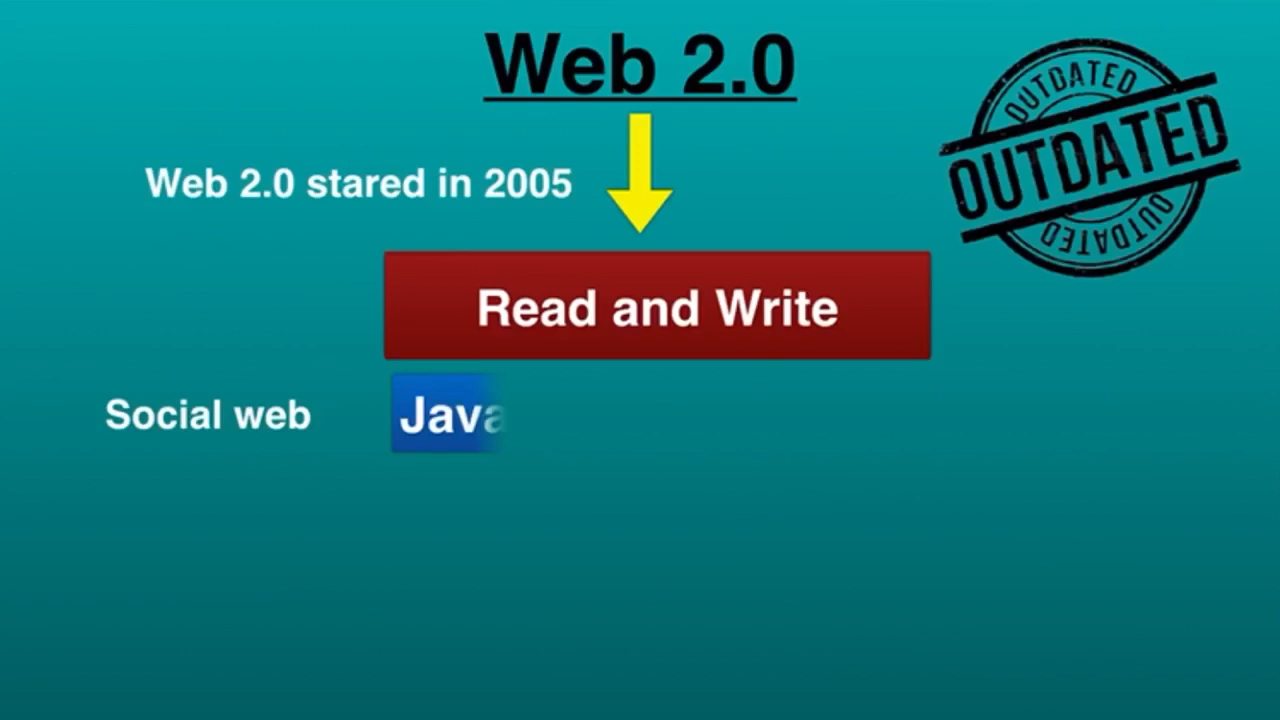 Web 2.0
OUTDATED
OUTDATED
OUTDATED
Web 2.0 stared in 2005
Read and Write
Social web
Java